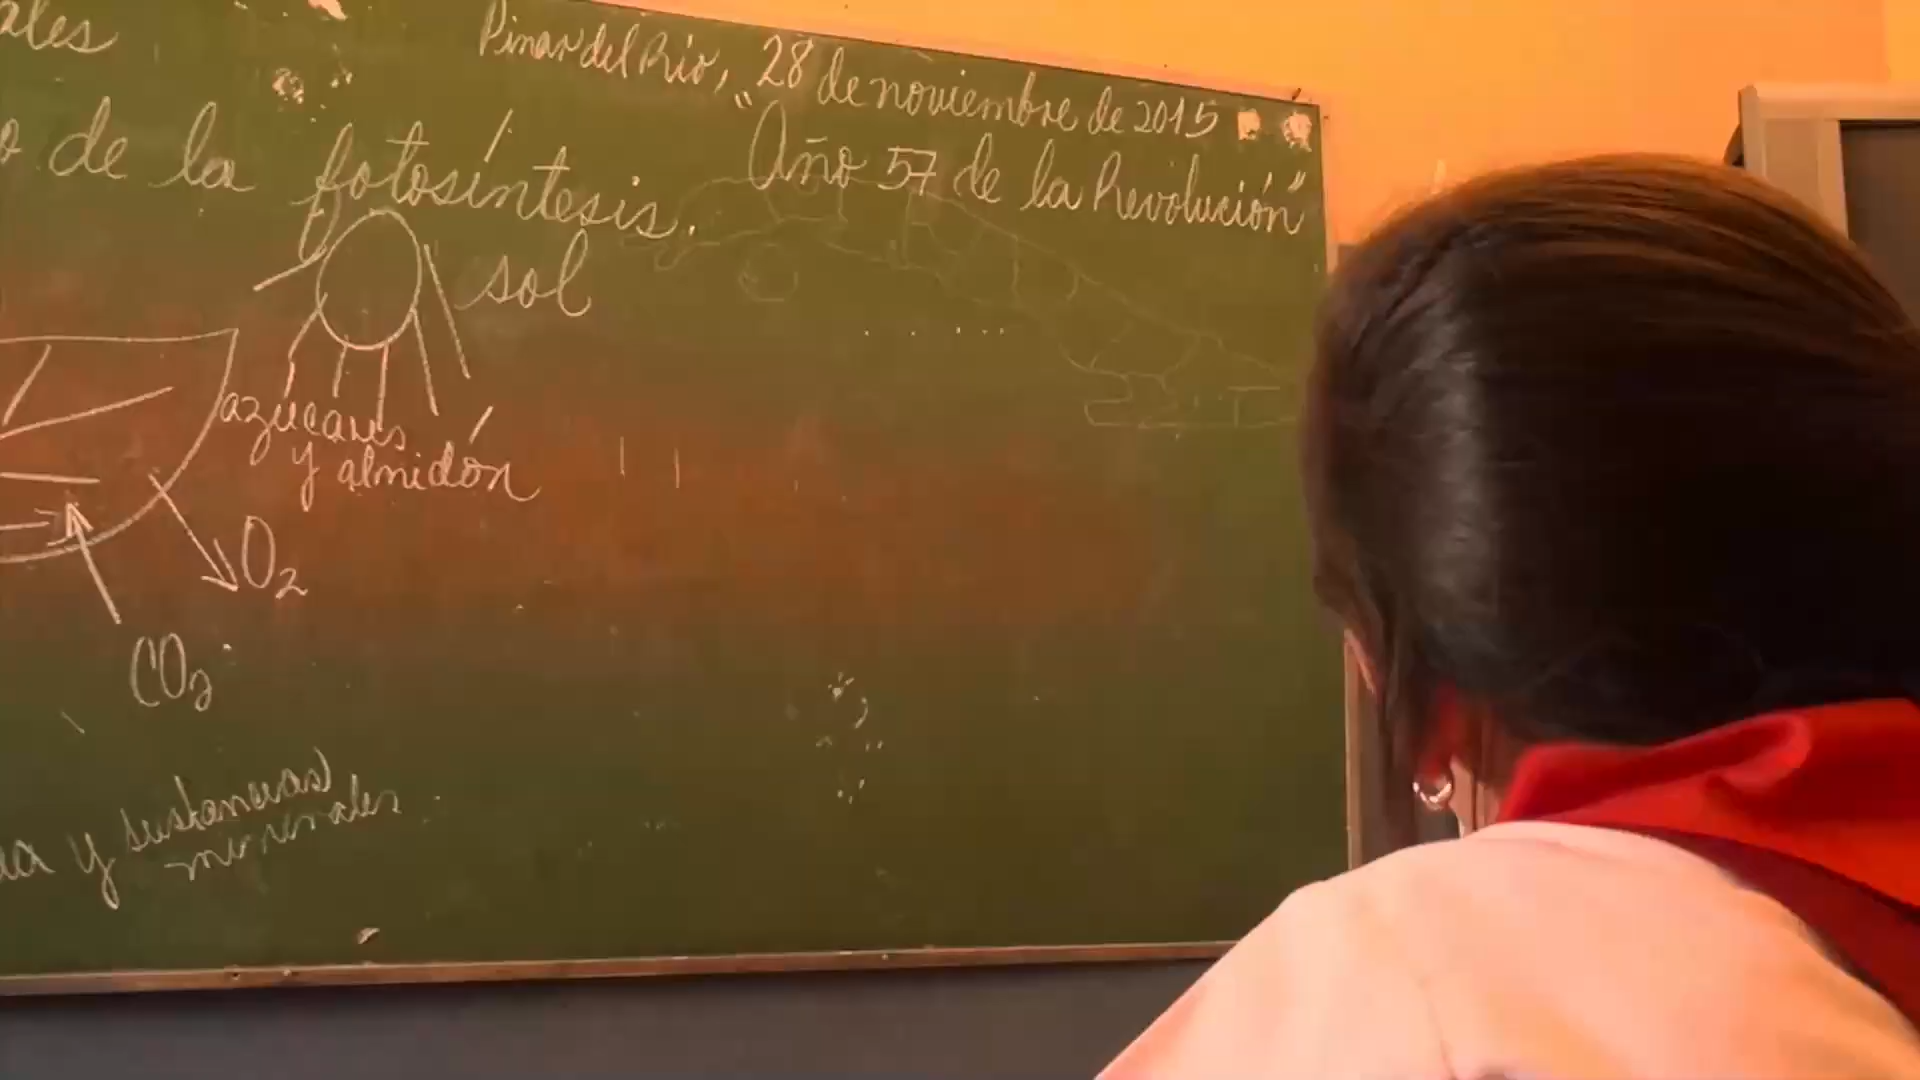 Pinar del Río, 28 de noviembre de 2015
"Año 57 de la Revolución"
de la fotosíntesis.
sol
azúcares
y almidón
O2
CO2
y sustancias
minerales